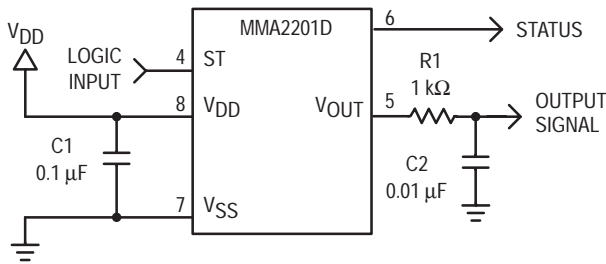 VDD
LOGIC
INPUT
4
ST
MMA2201D
6
STATUS
R1
1 kΩ
8
VDD
VOUT
5
OUTPUT
SIGNAL
C1
0.1 µF
C2
0.01 µF
7
VSS